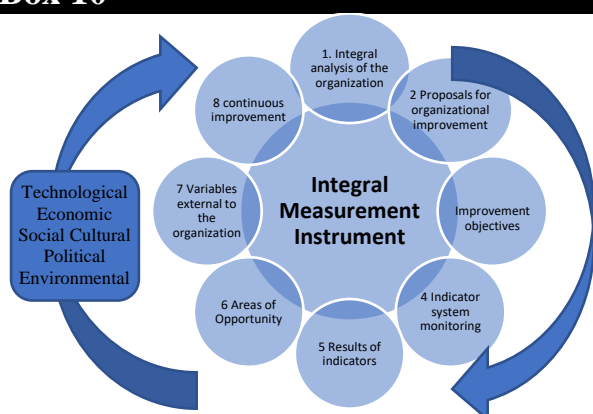 1. Integral
analysis of the
organization
2 Proposals for
organizational
improvement
Improvement
objectives
4 Indicator
system
monitoring
5 Results of
indicators
6 Areas of
Opportunity
7 Variables
external to
the
organization
8 continuous
improvement
Integral
Measurement
Instrument
Technological
Economic
Social Cultural
Political
Environmental